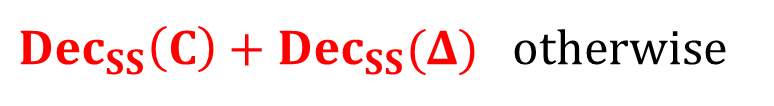 Dec_SS(C) + Dec_SS(Δ) otherwise